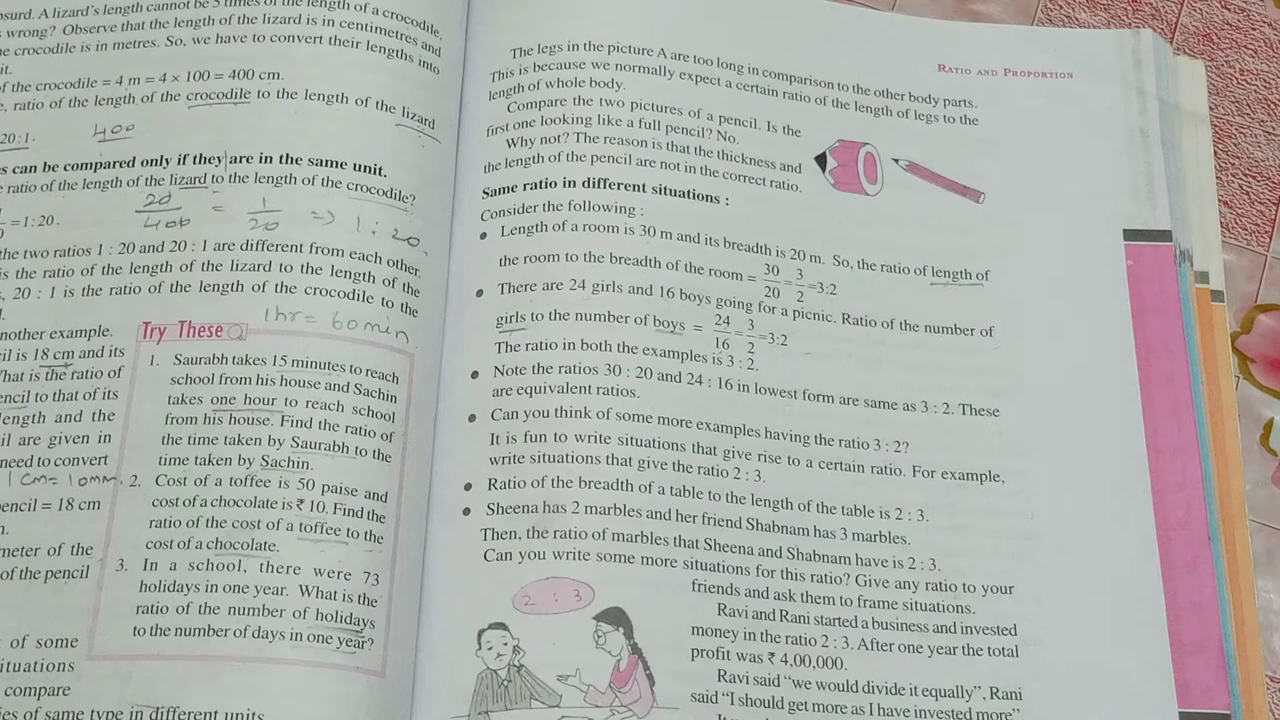 surd. A lizard's length cannot be 5 times of the length of a crocodile.
wrong? Observe that the length of the lizard is in centimetres and
e crocodile is in metres. So, we have to convert their lengths into
it.
of the crocodile = 4 m = 4 × 100 = 400 cm.
, ratio of the length of the crocodile to the length of the lizard
20 : 1.
400
s can be compared only if they are in the same unit.
ratio of the length of the lizard to the length of the crocodile?
= 1 : 20.
20/400 = 1/20 => 1 : 20.
the two ratios 1 : 20 and 20 : 1 are different from each other.
is the ratio of the length of the lizard to the length of the
, 20 : 1 is the ratio of the length of the crocodile to the
nother example.
il is 18 cm and its
hat is the ratio of
encil to that of its
ength and the
il are given in
need to convert
1 cm = 10mm.
encil = 18 cm
meter of the
of the pencil
of some
ituations
compare
ies of same type in different units
1hr = 60 min.
Try These
1. Saurabh takes 15 minutes to reach
school from his house and Sachin
takes one hour to reach school
from his house. Find the ratio of
the time taken by Saurabh to the
time taken by Sachin.
2. Cost of a toffee is 50 paise and
cost of a chocolate is ₹ 10. Find the
ratio of the cost of a toffee to the
cost of a chocolate.
3. In a school, there were 73
holidays in one year. What is the
ratio of the number of holidays
to the number of days in one year?
RATIO AND PROPORTION
The legs in the picture A are too long in comparison to the other body parts.
This is because we normally expect a certain ratio of the length of legs to the
length of whole body.
Compare the two pictures of a pencil. Is the
first one looking like a full pencil? No.
Why not? The reason is that the thickness and
the length of the pencil are not in the correct ratio.
Same ratio in different situations :
Consider the following :
• Length of a room is 30 m and its breadth is 20 m. So, the ratio of length of
the room to the breadth of the room = 30/20 = 3/2 = 3:2
• There are 24 girls and 16 boys going for a picnic. Ratio of the number of
girls to the number of boys = 24/16 = 3/2 = 3:2
The ratio in both the examples is 3 : 2.
• Note the ratios 30 : 20 and 24 : 16 in lowest form are same as 3 : 2. These
are equivalent ratios.
• Can you think of some more examples having the ratio 3 : 2?
It is fun to write situations that give rise to a certain ratio. For example,
write situations that give the ratio 2 : 3.
• Ratio of the breadth of a table to the length of the table is 2 : 3.
• Sheena has 2 marbles and her friend Shabnam has 3 marbles.
Then, the ratio of marbles that Sheena and Shabnam have is 2 : 3.
Can you write some more situations for this ratio? Give any ratio to your
friends and ask them to frame situations.
2 : 3
Ravi and Rani started a business and invested
money in the ratio 2 : 3. After one year the total
profit was ₹ 4,00,000.
Ravi said "we would divide it equally", Rani
said "I should get more as I have invested more"